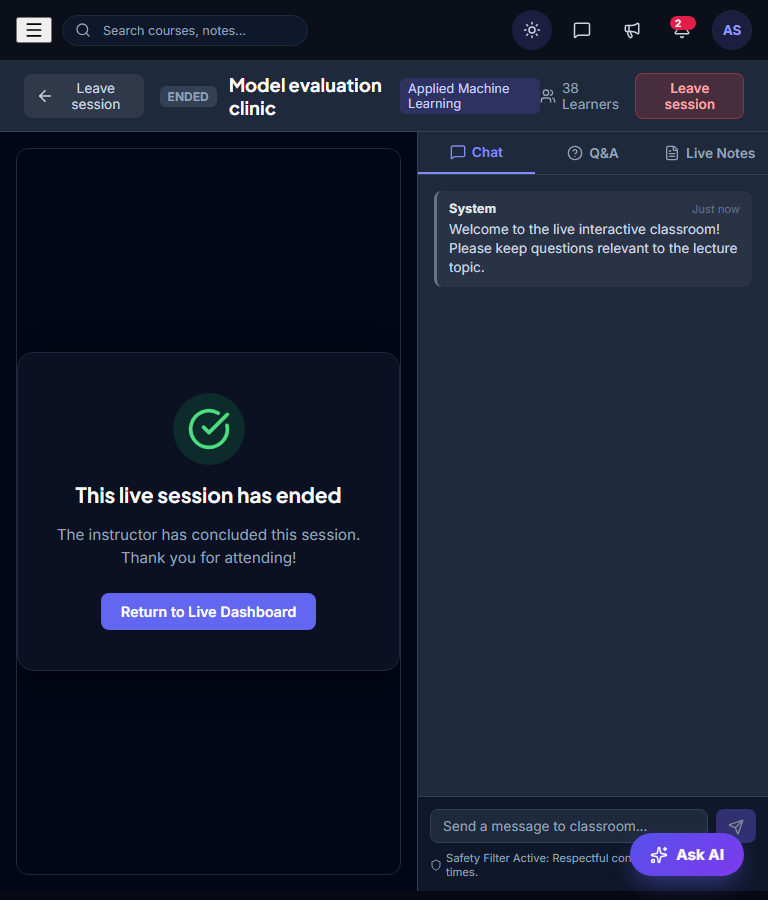 Search courses, notes...
2
AS
Leave
session
ENDED
Model evaluation
clinic
Applied Machine
Learning
38
Learners
Leave
session
Chat
Q&A
Live Notes
System
Just now
Welcome to the live interactive classroom!
Please keep questions relevant to the lecture
topic.
This live session has ended
The instructor has concluded this session.
Thank you for attending!
Return to Live Dashboard
Send a message to classroom...
Safety Filter Active: Respectful
times.
Ask AI